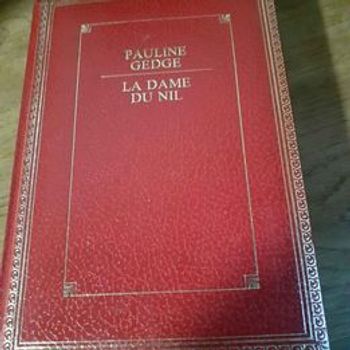 PAULINE
GEDGE
LA DAME
DU NIL